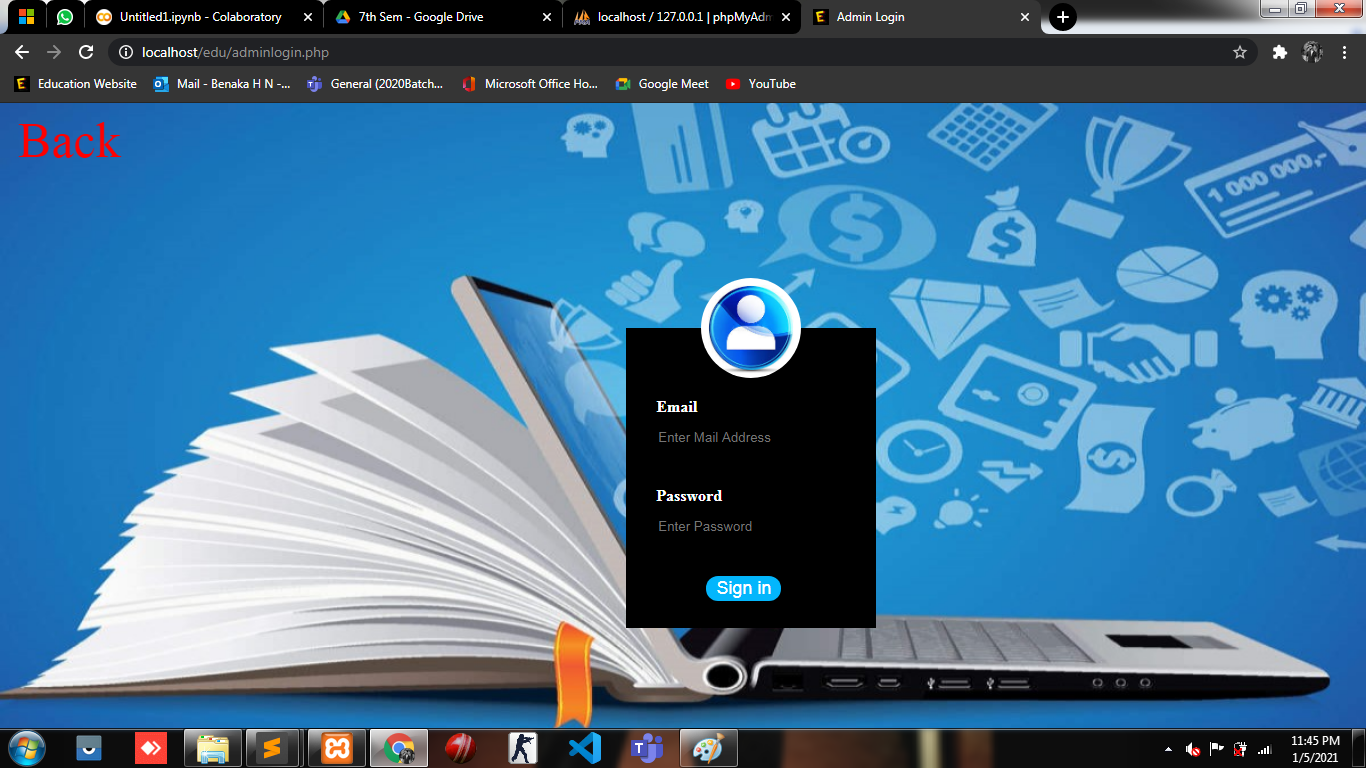 Untitled1.ipynb - Colaboratory
7th Sem - Google Drive
localhost / 127.0.0.1 | phpMyAdm
Admin Login
localhost/edu/adminlogin.php
Education Website
Mail - Benaka H N -...
General (2020Batch...
Microsoft Office Ho...
Google Meet
YouTube
Back
1 000 000,-
Email
Enter Mail Address
Password
Enter Password
Sign in
11:45 PM
1/5/2021